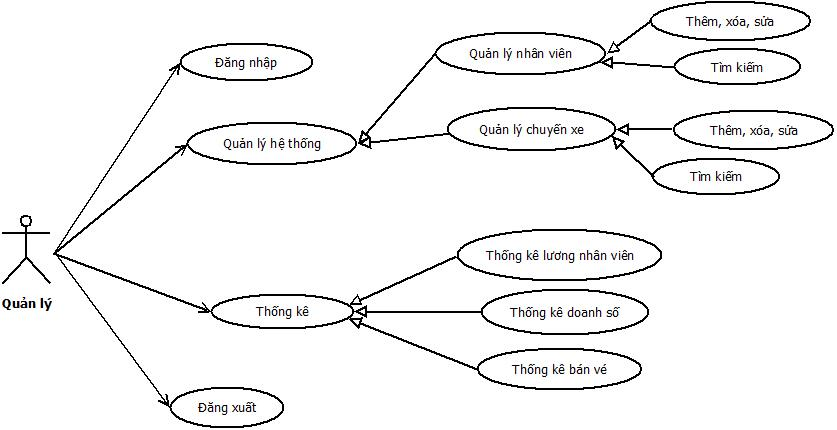 Thêm, xóa, sửa
Quản lý nhân viên
Đăng nhập
Tìm kiếm
Quản lý chuyến xe
Thêm, xóa, sửa
Quản lý hệ thống
Tìm kiếm
Thống kê lương nhân viên
Quản lý
Thống kê
Thống kê doanh số
Thống kê bán vé
Đăng xuất